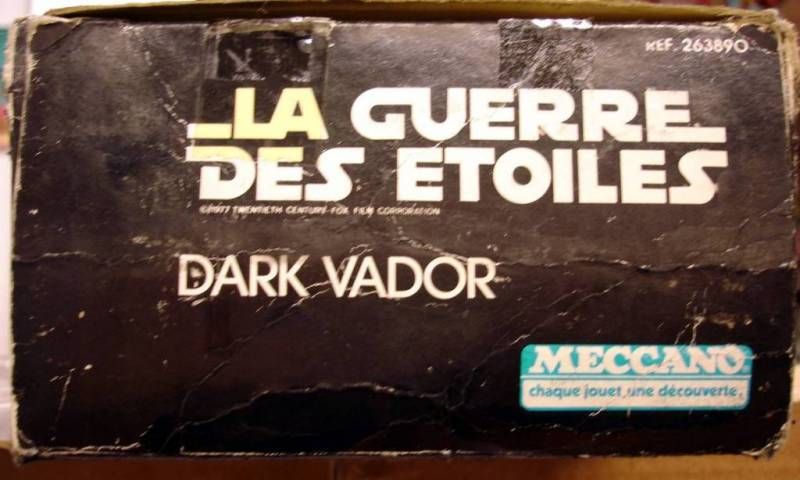 REF. 263890
LA GUERRE
DES ETOILES
©1977 TWENTIETH CENTURY-FOX FILM CORPORATION
DARK VADOR
MECCANO
chaque jouet, une découverte.